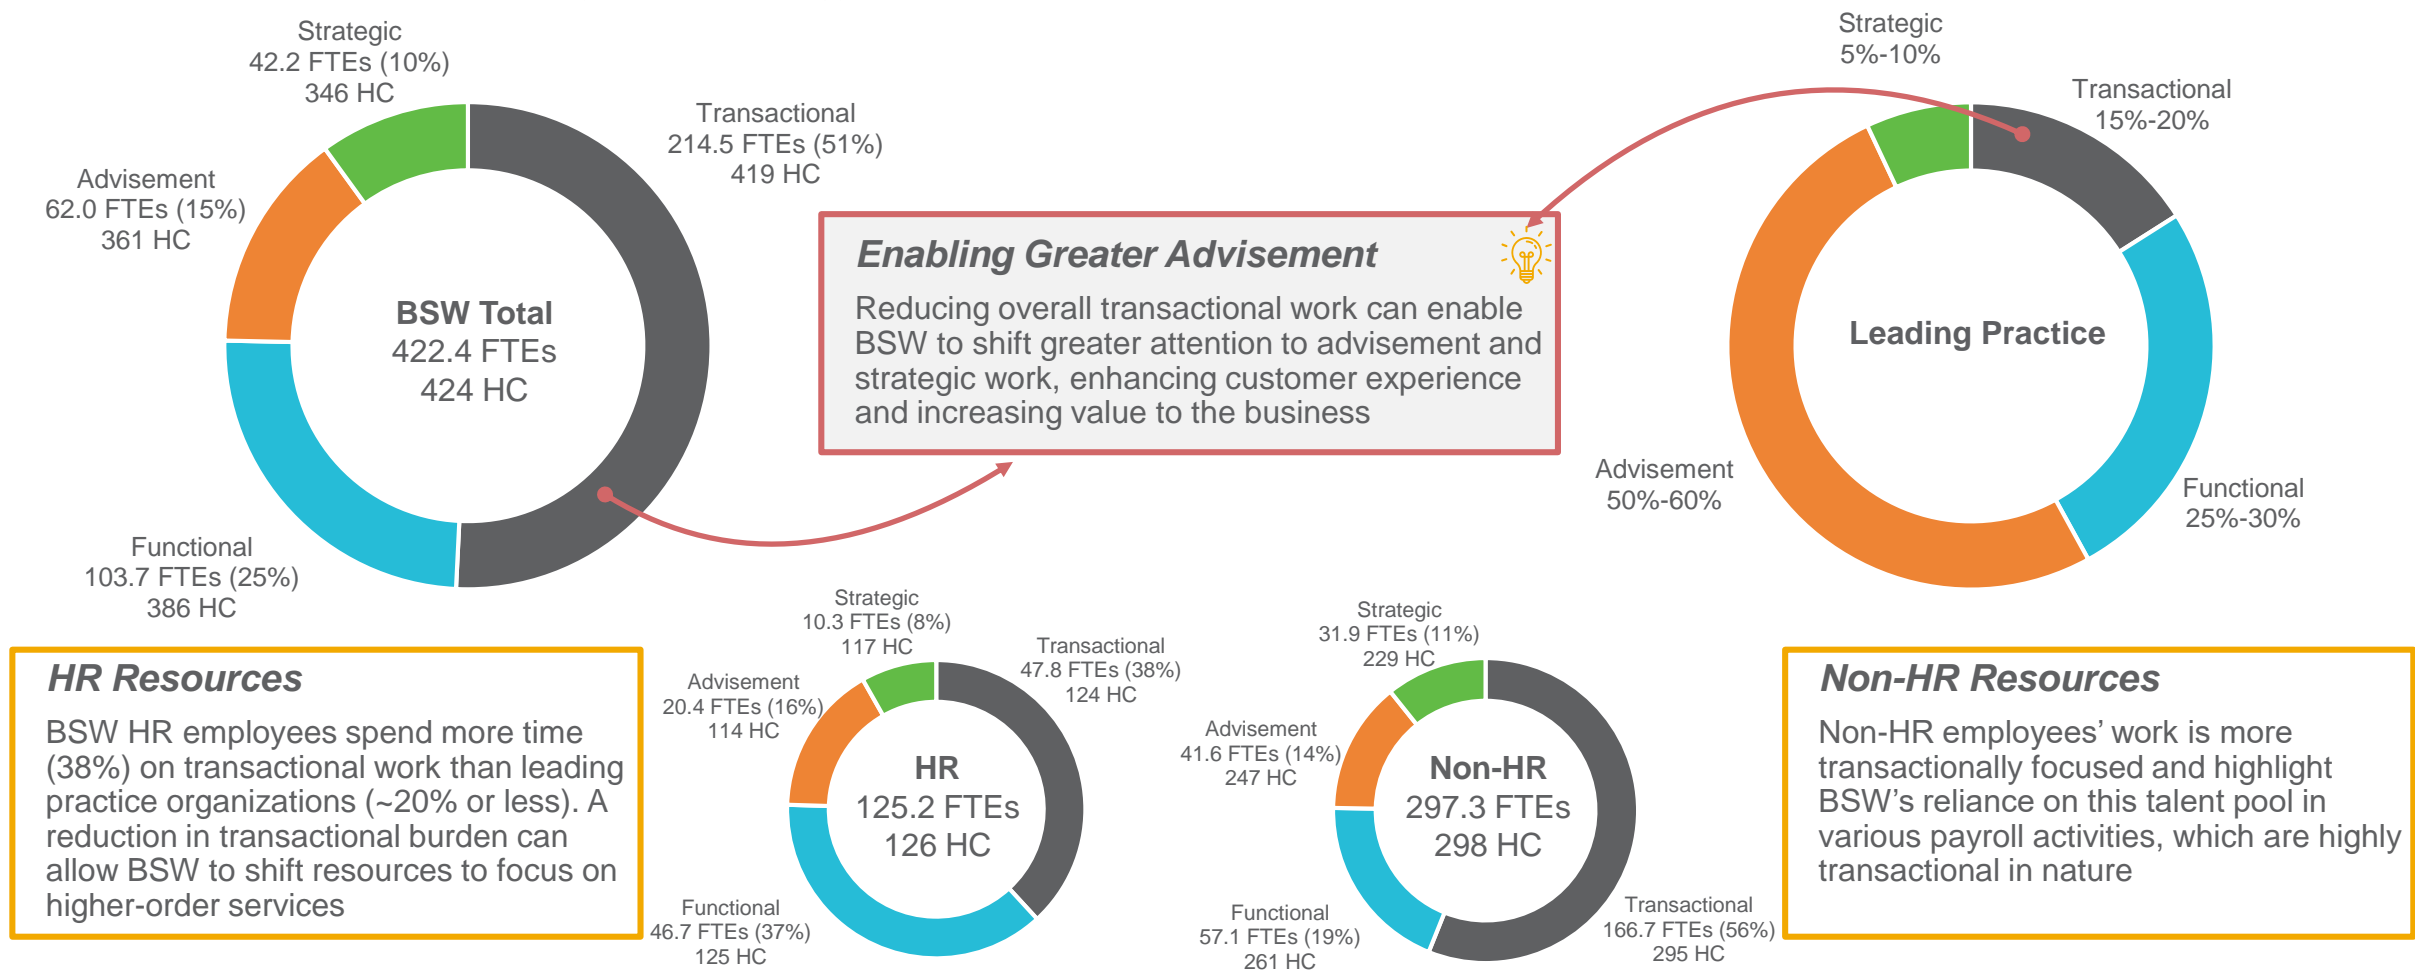 Strategic
42.2 FTEs (10%)
346 HC
Transactional
214.5 FTEs (51%)
419 HC
Advisement
62.0 FTEs (15%)
361 HC
BSW Total
422.4 FTEs
424 HC
Functional
103.7 FTEs (25%)
386 HC
Enabling Greater Advisement
Reducing overall transactional work can enable
BSW to shift greater attention to advisement and
strategic work, enhancing customer experience
and increasing value to the business
Strategic
5%-10%
Transactional
15%-20%
Leading Practice
Advisement
50%-60%
Functional
25%-30%
HR Resources
BSW HR employees spend more time
(38%) on transactional work than leading
practice organizations (~20% or less). A
reduction in transactional burden can
allow BSW to shift resources to focus on
higher-order services
Strategic
10.3 FTEs (8%)
117 HC
Transactional
47.8 FTEs (38%)
124 HC
Advisement
20.4 FTEs (16%)
114 HC
HR
125.2 FTEs
126 HC
Functional
46.7 FTEs (37%)
125 HC
Strategic
31.9 FTEs (11%)
229 HC
Advisement
41.6 FTEs (14%)
247 HC
Non-HR
297.3 FTEs
298 HC
Functional
57.1 FTEs (19%)
261 HC
Transactional
166.7 FTEs (56%)
295 HC
Non-HR Resources
Non-HR employees’ work is more
transactionally focused and highlight
BSW’s reliance on this talent pool in
various payroll activities, which are highly
transactional in nature